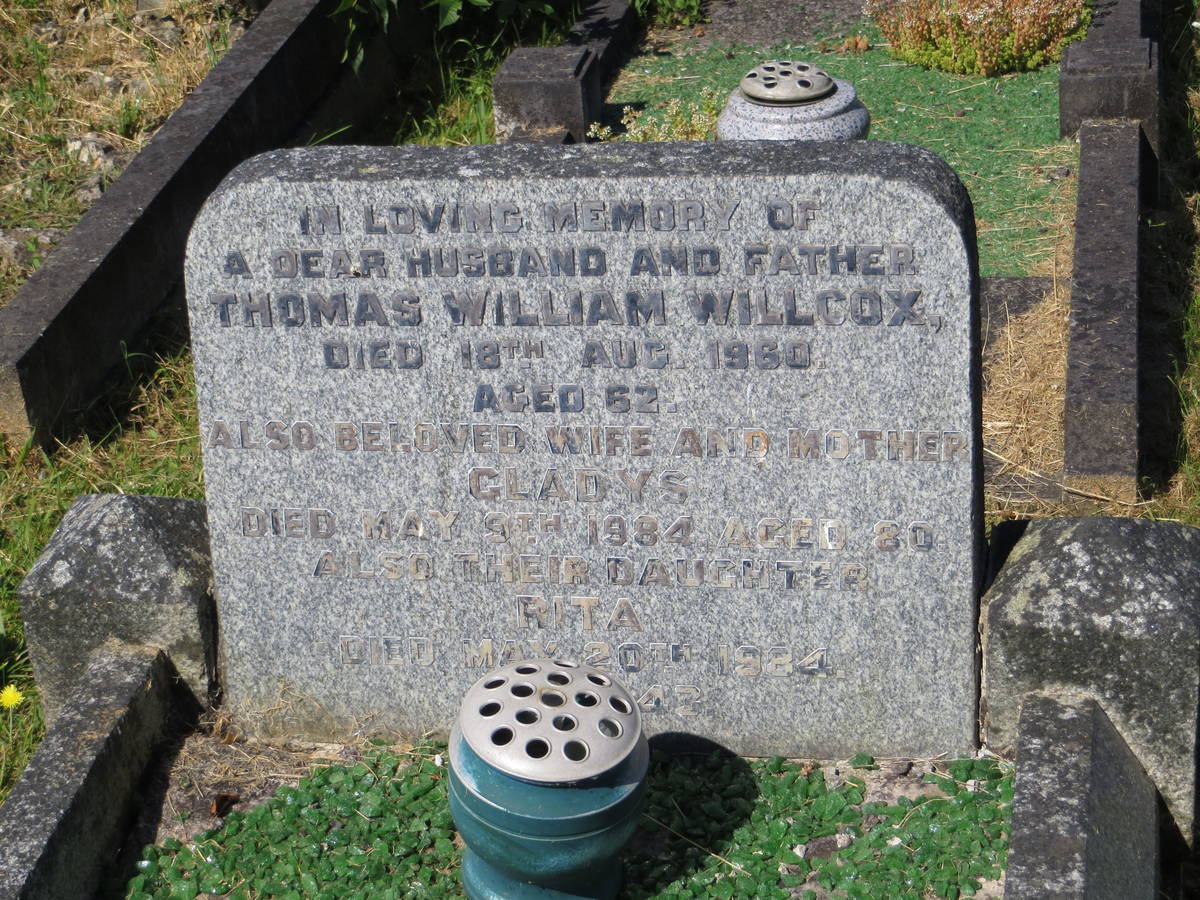 IN LOVING MEMORY OF
A DEAR HUSBAND AND FATHER
THOMAS WILLIAM WILLCOX,
DIED 18TH AUG. 1960.
AGED 62.
ALSO BELOVED WIFE AND MOTHER
GLADYS
DIED MAY 9TH 1984 AGED 80.
ALSO THEIR DAUGHTER
RITA
DIED MAY 20TH 1984.
42